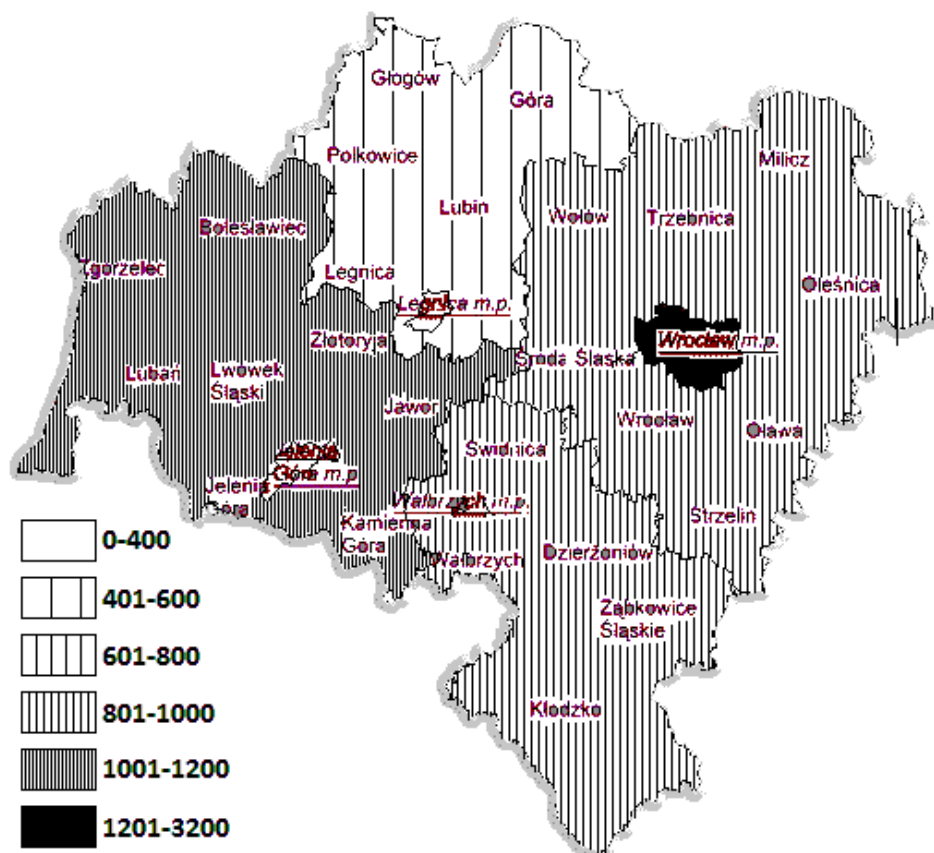 Głogów
Góra
Polkowice
Milicz
Lubin
Wołów
Trzebnica
Bolesławiec
Zgorzelec
Legnica
Oleśnica
Legnica m.p.
Złotoryja
Wrocław m.p.
Środa Śląska
Lubań
Lwówek
Śląski
Jawor
Wrocław
Oława
Świdnica
Jelenia
Góra m.p.
Jelenia
Góra
Wałbrzych m.p.
Strzelin
Kamienna
Góra
Dzierżoniów
Wałbrzych
Ząbkowice
Śląskie
Kłodzko
0-400
401-600
601-800
801-1000
1001-1200
1201-3200